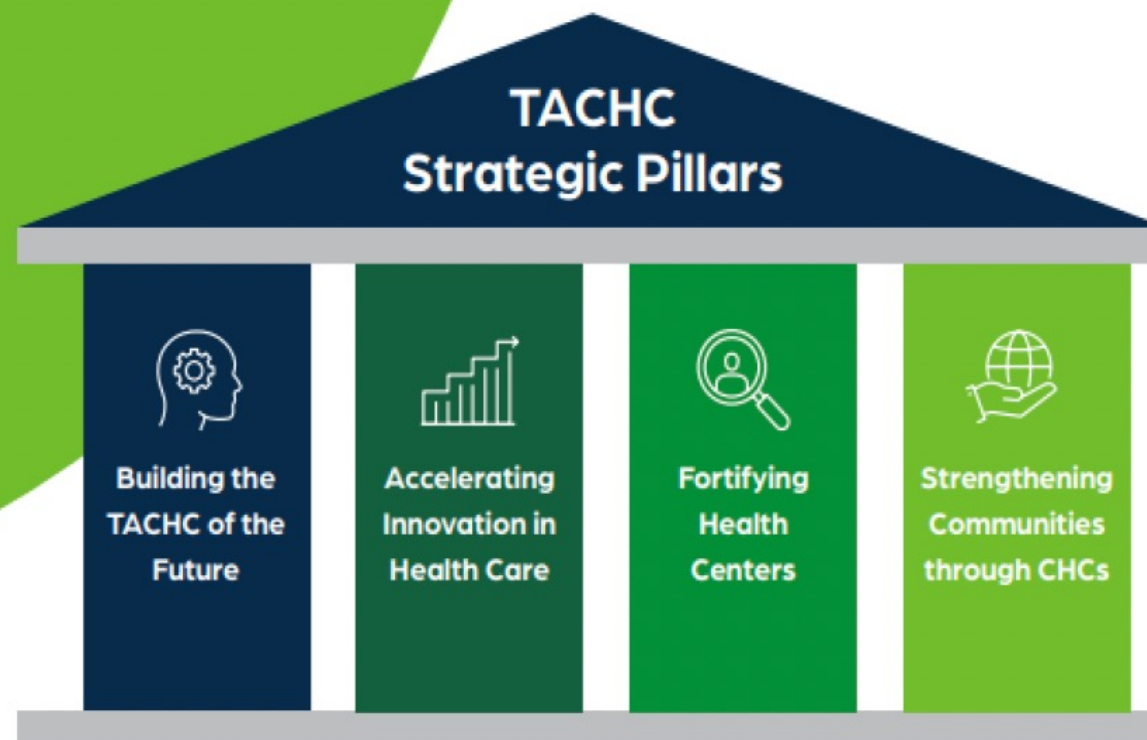 TACHC
Strategic Pillars
Building the
TACHC of the
Future
Accelerating
Innovation in
Health Care
Fortifying
Health
Centers
Strengthening
Communities
through CHCs